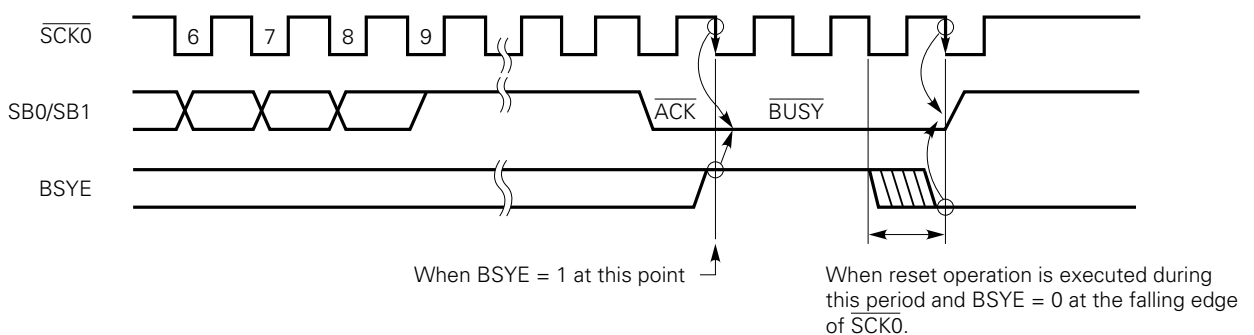 SCK0 6 7 8 9
SB0/SB1 ACK BUSY
BSYE
When BSYE = 1 at this point
When reset operation is executed during
this period and BSYE = 0 at the falling edge
of SCK0.